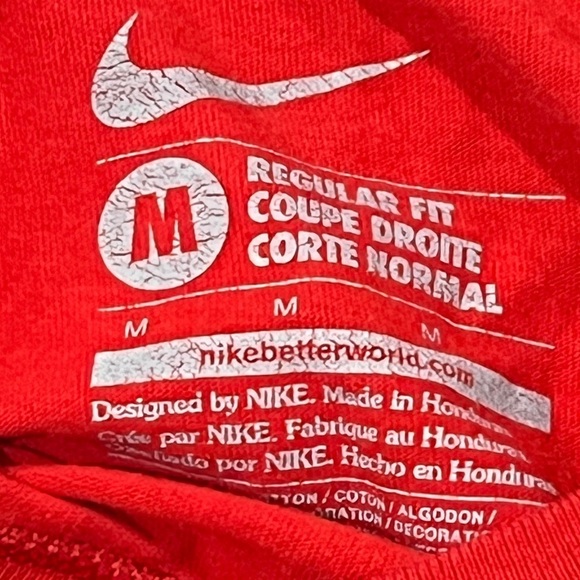 M
REGULAR FIT
COUPE DROITE
CORTE NORMAL
M M M
nikebetterworld.com
Designed by NIKE. Made in Honduras
Créé par NIKE. Fabrique au Honduras
Diseñado por NIKE. Hecho en Honduras
/ COTON / ALGODON /